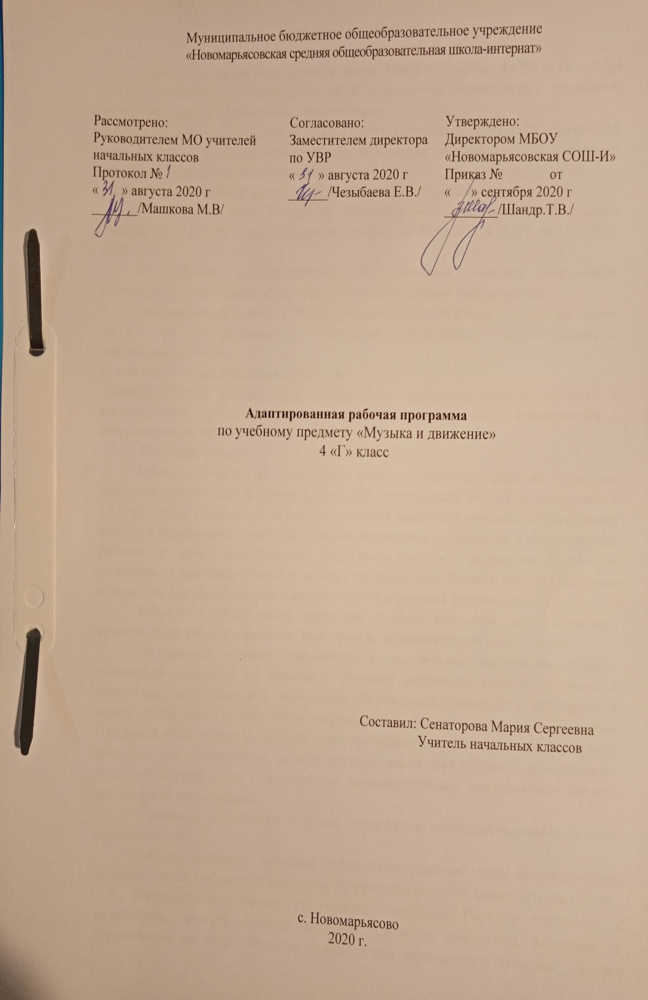 Муниципальное бюджетное общеобразовательное учреждение
«Новомарьясовская средняя общеобразовательная школа-интернат»
Рассмотрено:
Руководителем МО учителей
начальных классов
Протокол № 1
« 31 » августа 2020 г
/Машкова М.В/
Согласовано:
Заместителем директора
по УВР
« 31 » августа 2020 г
/Чезыбаева Е.В./
Утверждено:
Директором МБОУ
«Новомарьясовская СОШ-И»
Приказ № от
« » сентября 2020 г
/Шандр.Т.В./
Адаптированная рабочая программа
по учебному предмету «Музыка и движение»
4 «Г» класс
Составил: Сенаторова Мария Сергеевна
Учитель начальных классов
с. Новомарьясово
2020 г.